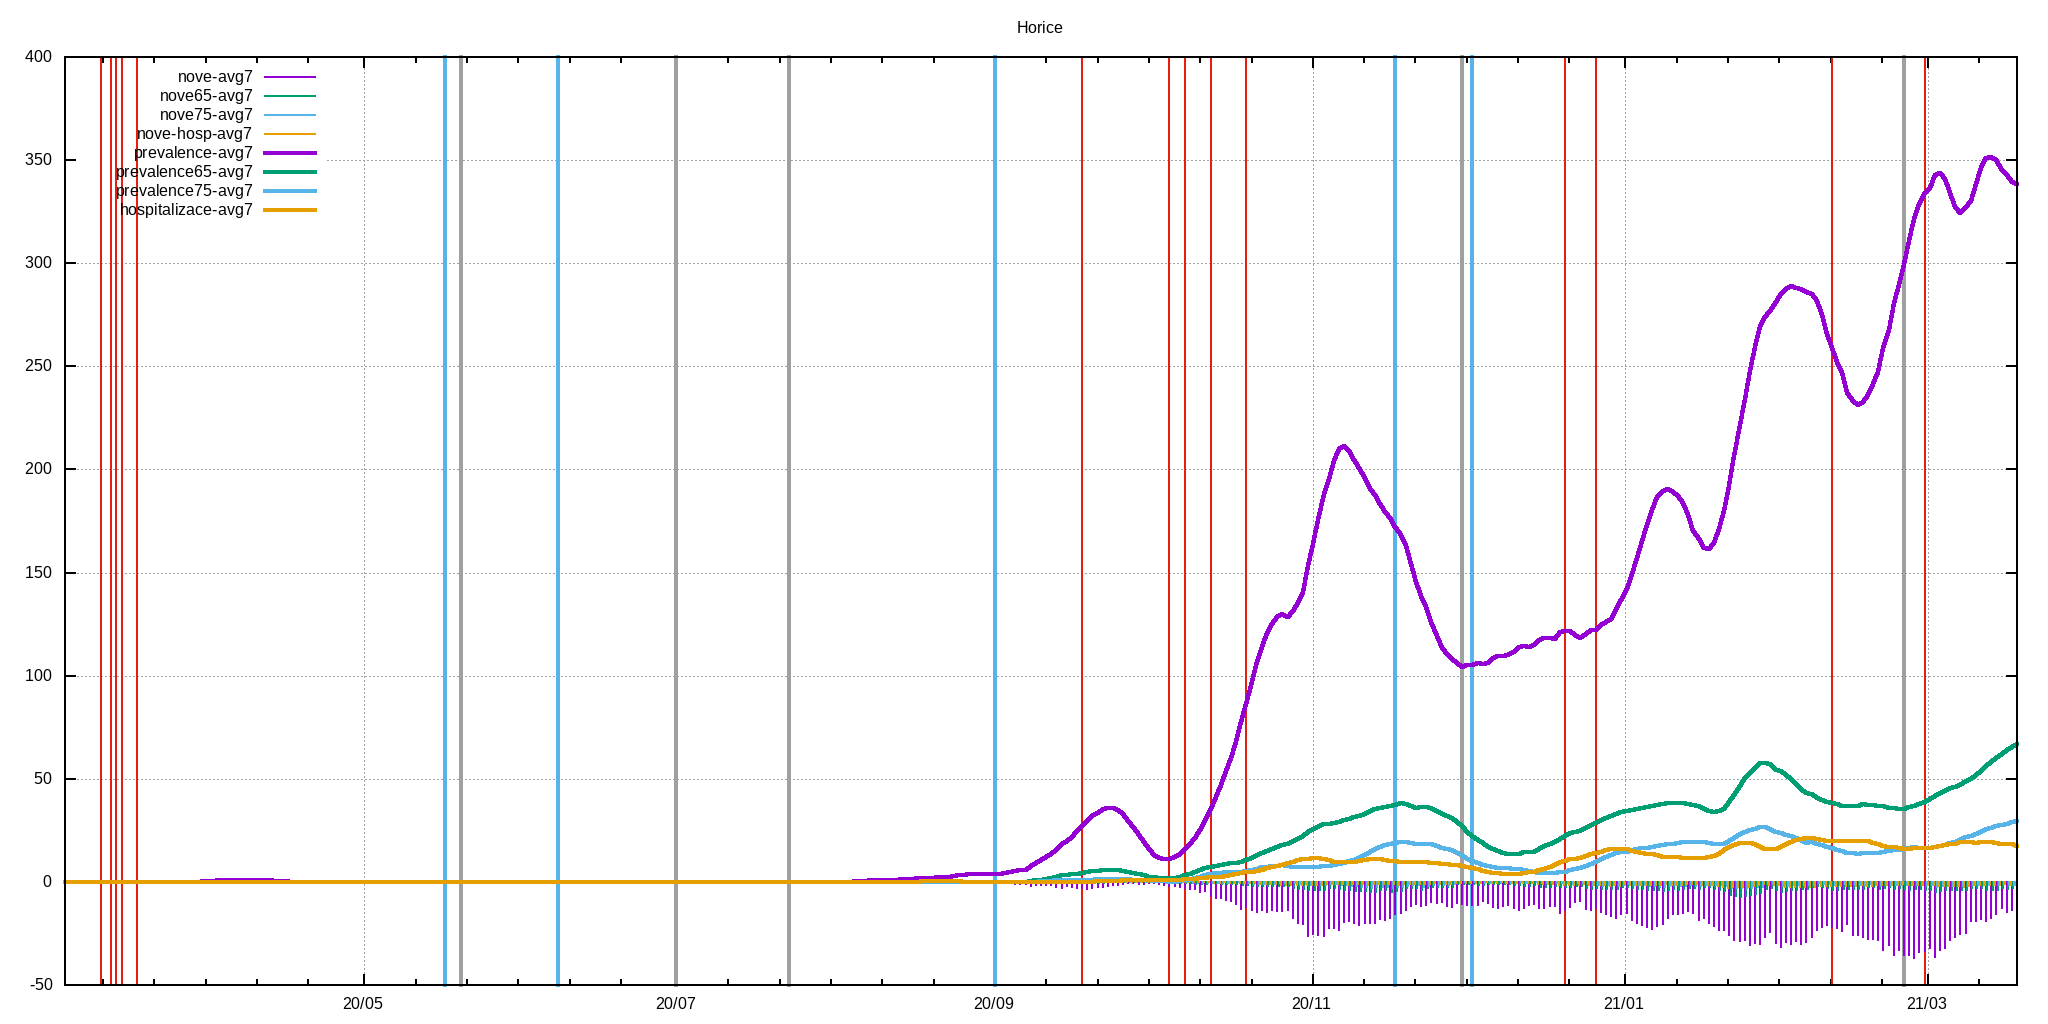 Horice
400
350
300
250
200
150
100
50
0
-50
nove-avg7
nove65-avg7
nove75-avg7
nove-hosp-avg7
prevalence-avg7
prevalence65-avg7
prevalence75-avg7
hospitalizace-avg7
20/05 20/07 20/09 20/11 21/01 21/03